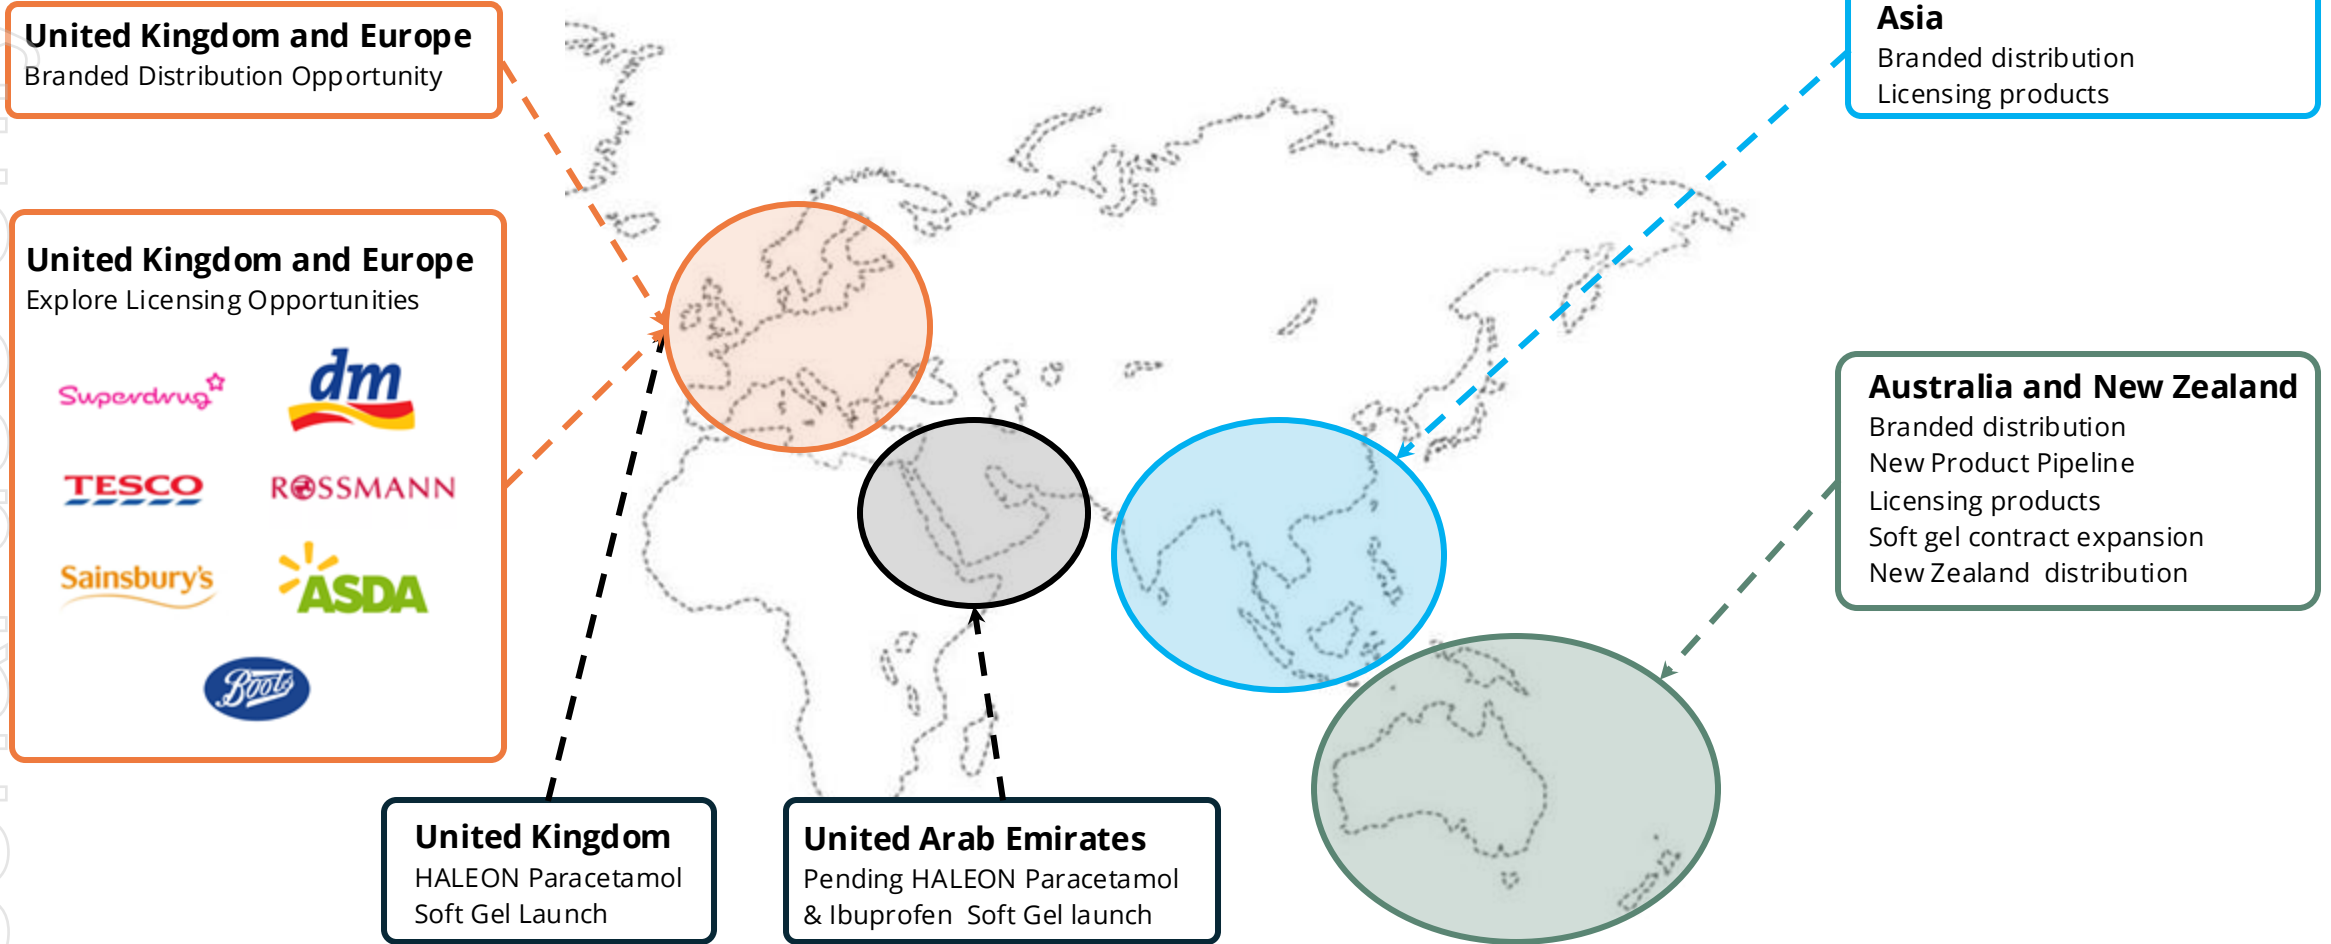 United Kingdom and Europe
Branded Distribution Opportunity
United Kingdom and Europe
Explore Licensing Opportunities
Superdrug
dm
TESCO
ROSSMANN
Sainsbury's
ASDA
Boots
United Kingdom
HALEON Paracetamol
Soft Gel Launch
United Arab Emirates
Pending HALEON Paracetamol
& Ibuprofen Soft Gel launch
Asia
Branded distribution
Licensing products
Australia and New Zealand
Branded distribution
New Product Pipeline
Licensing products
Soft gel contract expansion
New Zealand distribution